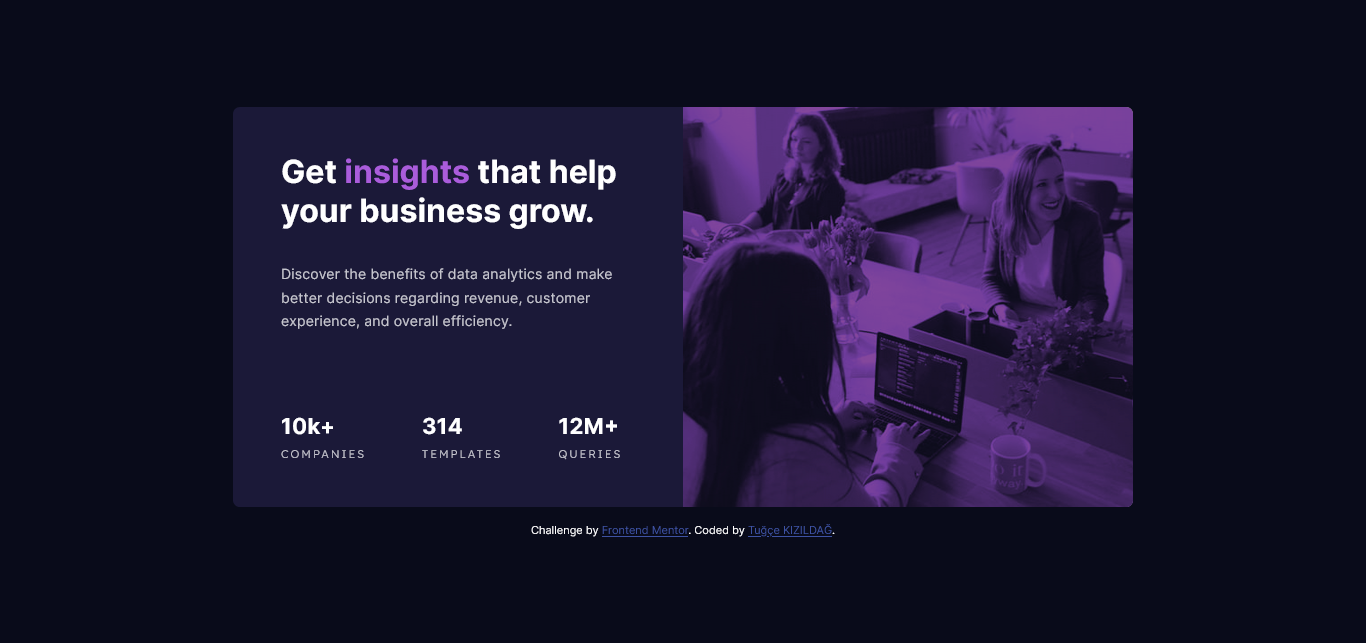 Get insights that help
your business grow.
Discover the benefits of data analytics and make
better decisions regarding revenue, customer
experience, and overall efficiency.
10k+ 314 12M+
COMPANIES TEMPLATES QUERIES
Challenge by Frontend Mentor. Coded by Tuğçe KIZILDAĞ.